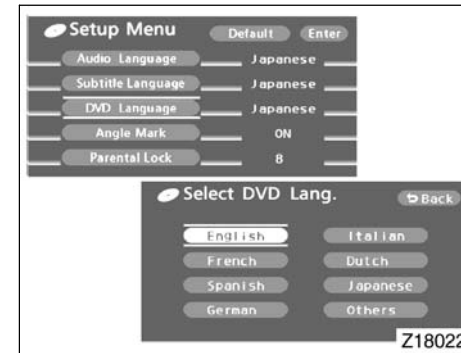 Setup Menu Default Enter
Audio Language Japanese
Subtitle Language Japanese
DVD Language Japanese
Angle Mark ON
Parental Lock 8
Select DVD Lang. Back
English Italian
French Dutch
Spanish Japanese
German Others
Z18022